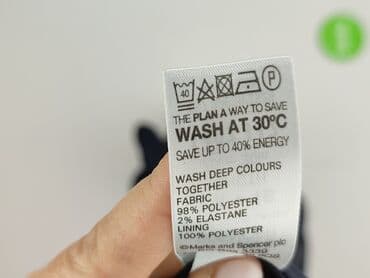 40 P
THE PLAN A WAY TO SAVE
WASH AT 30ºC
SAVE UP TO 40% ENERGY
WASH DEEP COLOURS
TOGETHER
FABRIC
98% POLYESTER
2% ELASTANE
LINING
100% POLYESTER
©Marks and Spencer plc